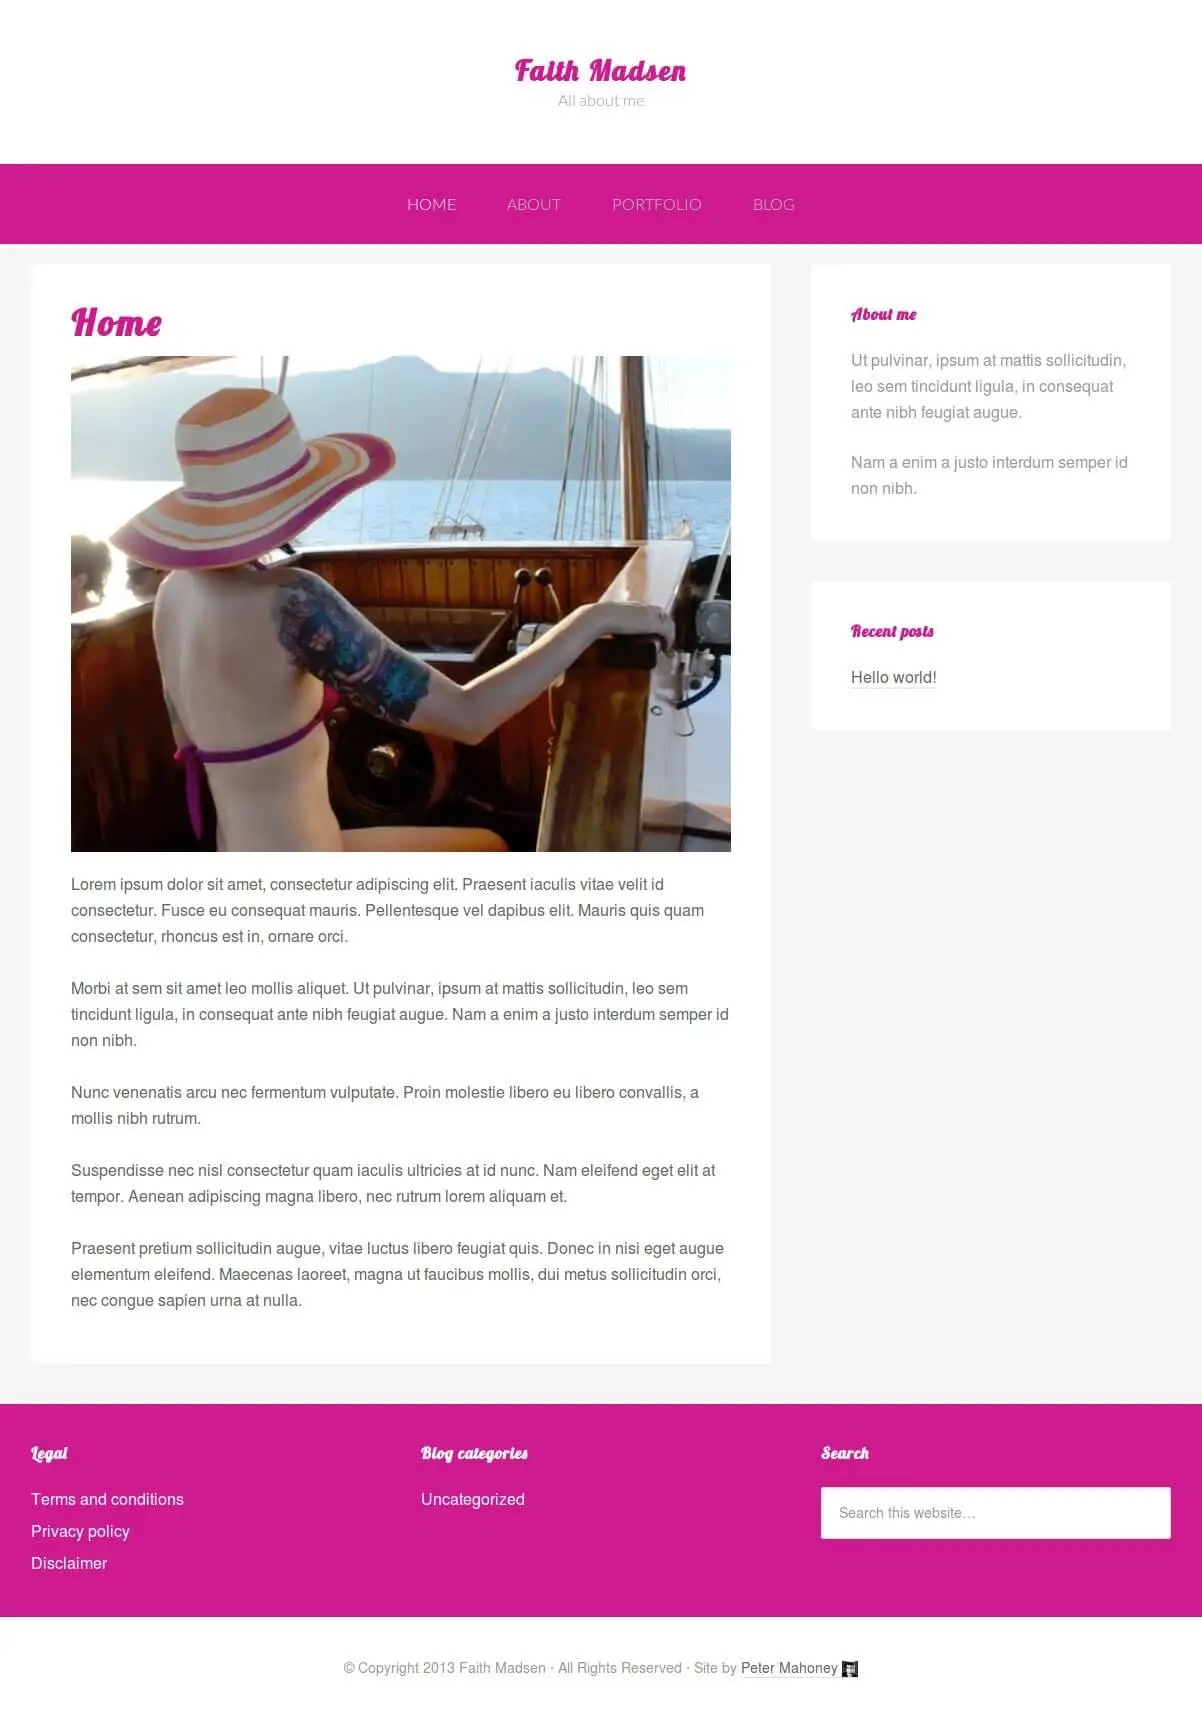 Faith Madsen
All about me
HOME ABOUT PORTFOLIO BLOG
Home
Lorem ipsum dolor sit amet, consectetur adipiscing elit. Praesent iaculis vitae velit id
consectetur. Fusce eu consequat mauris. Pellentesque vel dapibus elit. Mauris quis quam
consectetur, rhoncus est in, ornare orci.
Morbi at sem sit amet leo mollis aliquet. Ut pulvinar, ipsum at mattis sollicitudin, leo sem
tincidunt ligula, in consequat ante nibh feugiat augue. Nam a enim a justo interdum semper id
non nibh.
Nunc venenatis arcu nec fermentum vulputate. Proin molestie libero eu libero convallis, a
mollis nibh rutrum.
Suspendisse nec nisl consectetur quam iaculis ultricies at id nunc. Nam eleifend eget elit at
tempor. Aenean adipiscing magna libero, nec rutrum lorem aliquam et.
Praesent pretium sollicitudin augue, vitae luctus libero feugiat quis. Donec in nisi eget augue
elementum eleifend. Maecenas laoreet, magna ut faucibus mollis, dui metus sollicitudin orci,
nec congue sapien urna at nulla.
About me
Ut pulvinar, ipsum at mattis sollicitudin,
leo sem tincidunt ligula, in consequat
ante nibh feugiat augue.
Nam a enim a justo interdum semper id
non nibh.
Recent posts
Hello world!
Legal
Terms and conditions
Privacy policy
Disclaimer
Blog categories
Uncategorized
Search
Search this website…
© Copyright 2013 Faith Madsen · All Rights Reserved · Site by Peter Mahoney